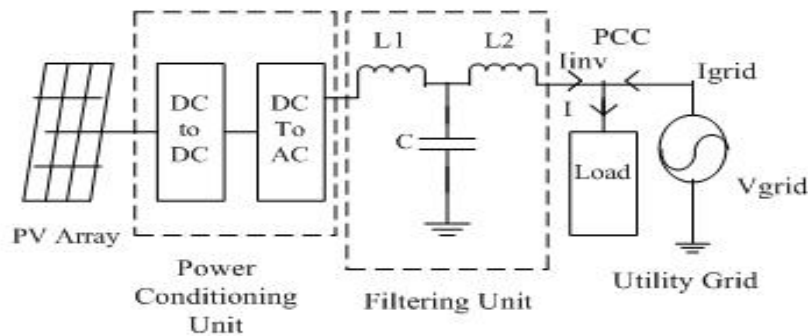 L1
L2
PCC
Iinv
Igrid
DC
to
DC
DC
To
AC
C
I
Load
Vgrid
PV Array
Power
Conditioning
Unit
Filtering Unit
Utility Grid